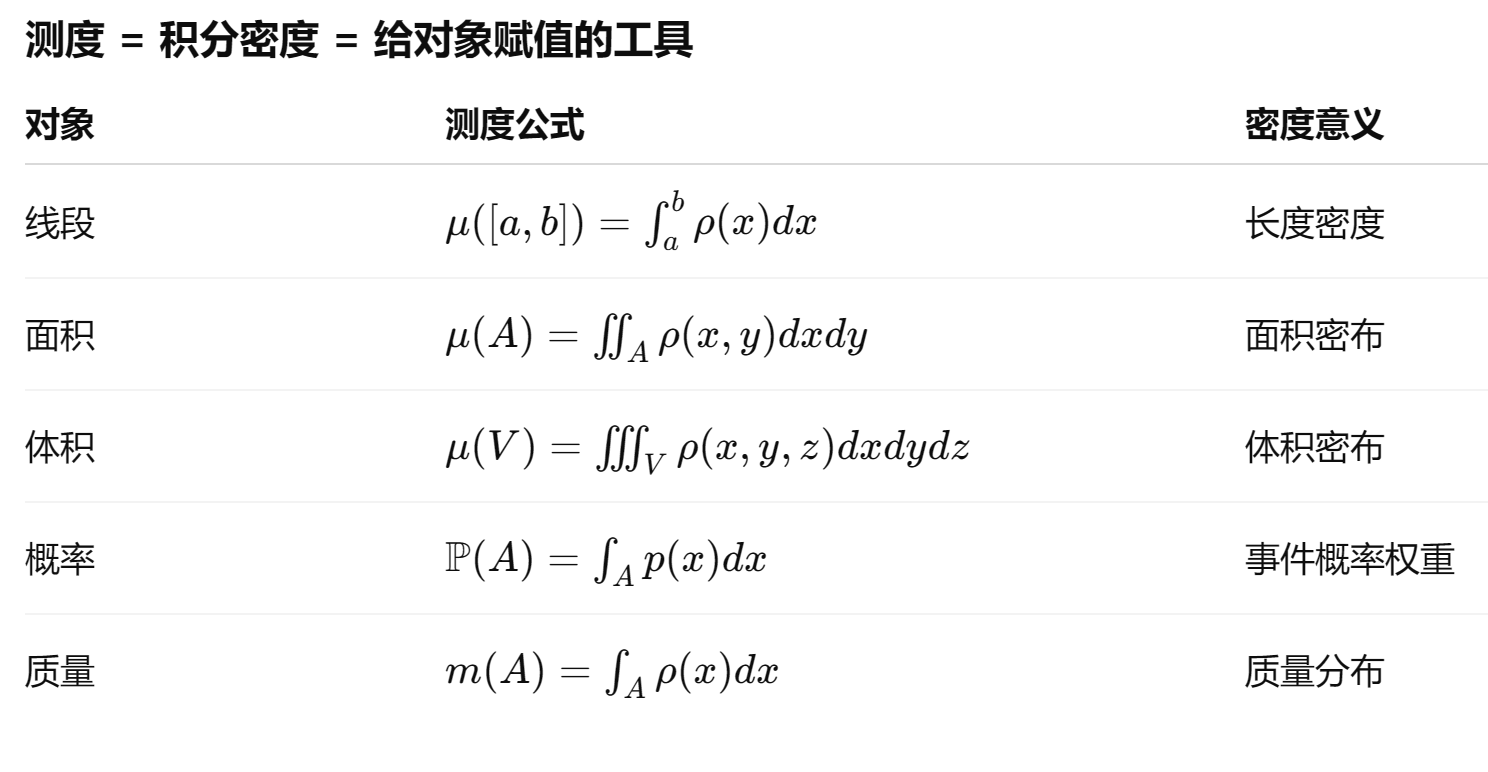 测度 = 积分密度 = 给对象赋值的工具
对象 测度公式 密度意义
线段 μ([a, b]) = ∫_a^b ρ(x)dx 长度密度
面积 μ(A) = ∬_A ρ(x, y)dxdy 面积密布
体积 μ(V) = ∭_V ρ(x, y, z)dxdydz 体积密布
概率 ℙ(A) = ∫_A p(x)dx 事件概率权重
质量 m(A) = ∫_A ρ(x)dx 质量分布